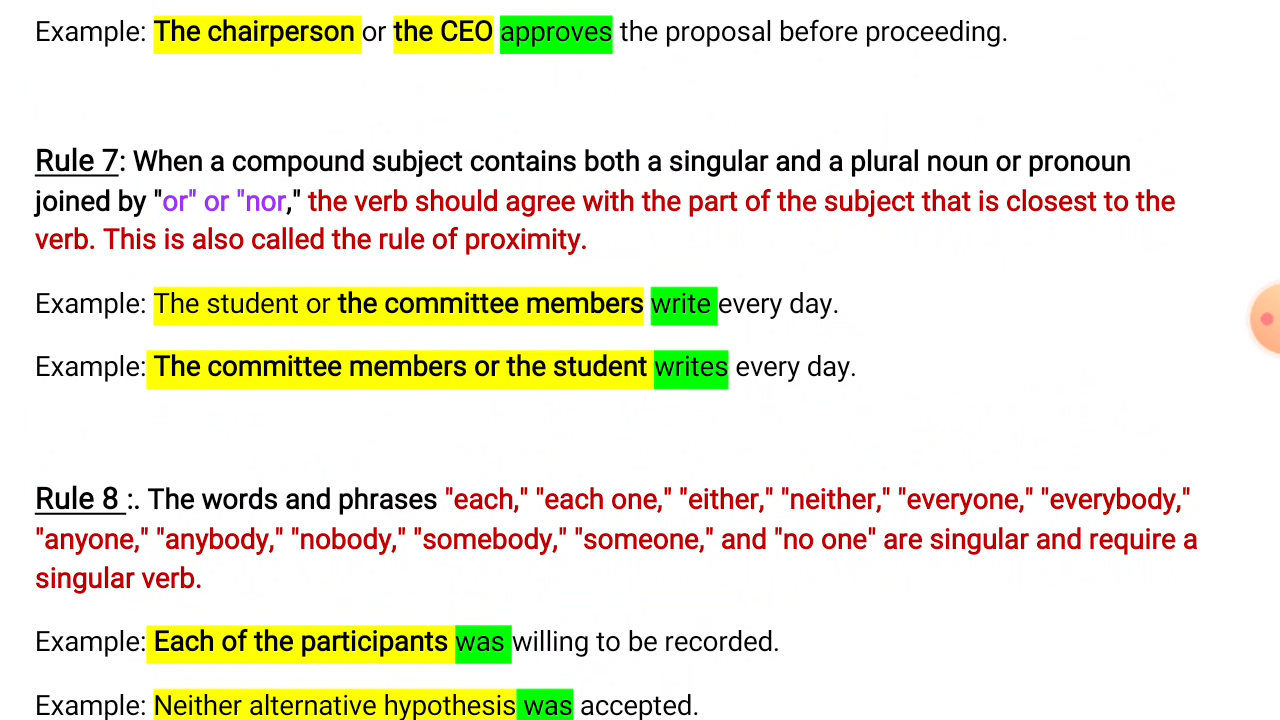 Example: The chairperson or the CEO approves the proposal before proceeding.
Rule 7: When a compound subject contains both a singular and a plural noun or pronoun
joined by "or" or "nor," the verb should agree with the part of the subject that is closest to the
verb. This is also called the rule of proximity.
Example: The student or the committee members write every day.
Example: The committee members or the student writes every day.
Rule 8 :. The words and phrases "each," "each one," "either," "neither," "everyone," "everybody,"
"anyone," "anybody," "nobody," "somebody," "someone," and "no one" are singular and require a
singular verb.
Example: Each of the participants was willing to be recorded.
Example: Neither alternative hypothesis was accepted.